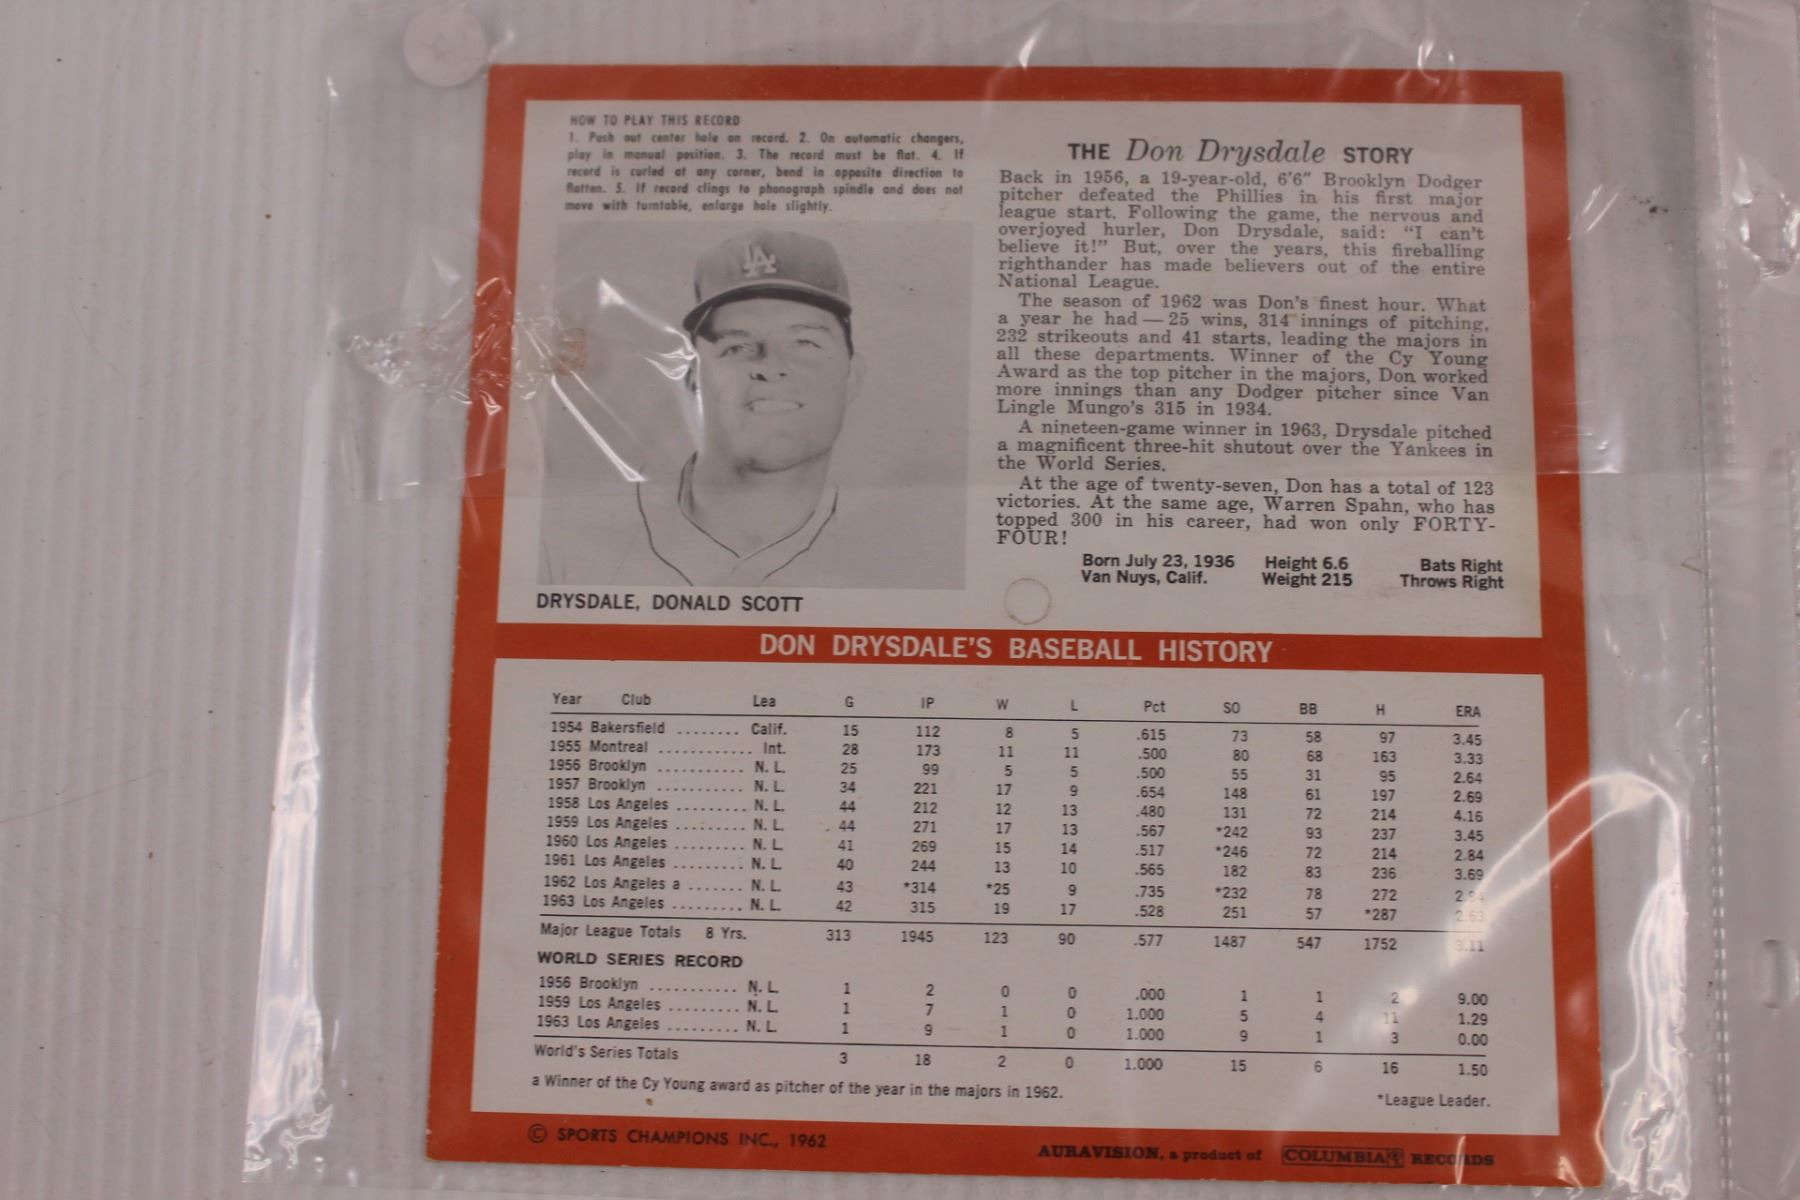 HOW TO PLAY THIS RECORD
1. Push out center hole on record. 2. On automatic changers,
play in manual position. 3. The record must be flat. 4. If
record is curled at any corner, bend in opposite direction to
flatten. 5. If record clings to phonograph spindle and does not
move with turntable, enlarge hole slightly.
LA
DRYSDALE, DONALD SCOTT
THE Don Drysdale STORY
Back in 1956, a 19-year-old, 6'6" Brooklyn Dodger
pitcher defeated the Phillies in his first major
league start. Following the game, the nervous and
overjoyed hurler, Don Drysdale, said: "I can't
believe it!" But, over the years, this fireballing
righthander has made believers out of the entire
National League.
The season of 1962 was Don's finest hour. What
a year he had — 25 wins, 314 innings of pitching,
232 strikeouts and 41 starts, leading the majors in
all these departments. Winner of the Cy Young
Award as the top pitcher in the majors, Don worked
more innings than any Dodger pitcher since Van
Lingle Mungo's 315 in 1934.
A nineteen-game winner in 1963, Drysdale pitched
a magnificent three-hit shutout over the Yankees in
the World Series.
At the age of twenty-seven, Don has a total of 123
victories. At the same age, Warren Spahn, who has
topped 300 in his career, had won only FORTY-
FOUR!
Born July 23, 1936 Height 6.6 Bats Right
Van Nuys, Calif. Weight 215 Throws Right
DON DRYSDALE'S BASEBALL HISTORY
Year Club Lea G IP W L Pct SO BB H ERA
1954 Bakersfield ........ Calif. 15 112 8 5 .615 73 58 97 3.45
1955 Montreal ............ Int. 28 173 11 11 .500 80 68 163 3.33
1956 Brooklyn ........... N. L. 25 99 5 5 .500 55 31 95 2.64
1957 Brooklyn ........... N. L. 34 221 17 9 .654 148 61 197 2.69
1958 Los Angeles ......... N. L. 44 212 12 13 .480 131 72 214 4.16
1959 Los Angeles ......... N. L. 44 271 17 13 .567 *242 93 237 3.45
1960 Los Angeles ......... N. L. 41 269 15 14 .517 *246 72 214 2.84
1961 Los Angeles ......... N. L. 40 244 13 10 .565 182 83 236 3.69
1962 Los Angeles a ....... N. L. 43 *314 *25 9 .735 *232 78 272 2.84
1963 Los Angeles ......... N. L. 42 315 19 17 .528 251 57 *287 2.63
Major League Totals 8 Yrs. 313 1945 123 90 .577 1487 547 1752 3.11
WORLD SERIES RECORD
1956 Brooklyn ........... N. L. 1 2 0 0 .000 1 1 2 9.00
1959 Los Angeles ......... N. L. 1 7 1 0 1.000 5 4 11 1.29
1963 Los Angeles ......... N. L. 1 9 1 0 1.000 9 1 3 0.00
World's Series Totals 3 18 2 0 1.000 15 6 16 1.50
a Winner of the Cy Young award as pitcher of the year in the majors in 1962.
*League Leader.
© SPORTS CHAMPIONS INC., 1962
AURAVISION, a product of COLUMBIA RECORDS